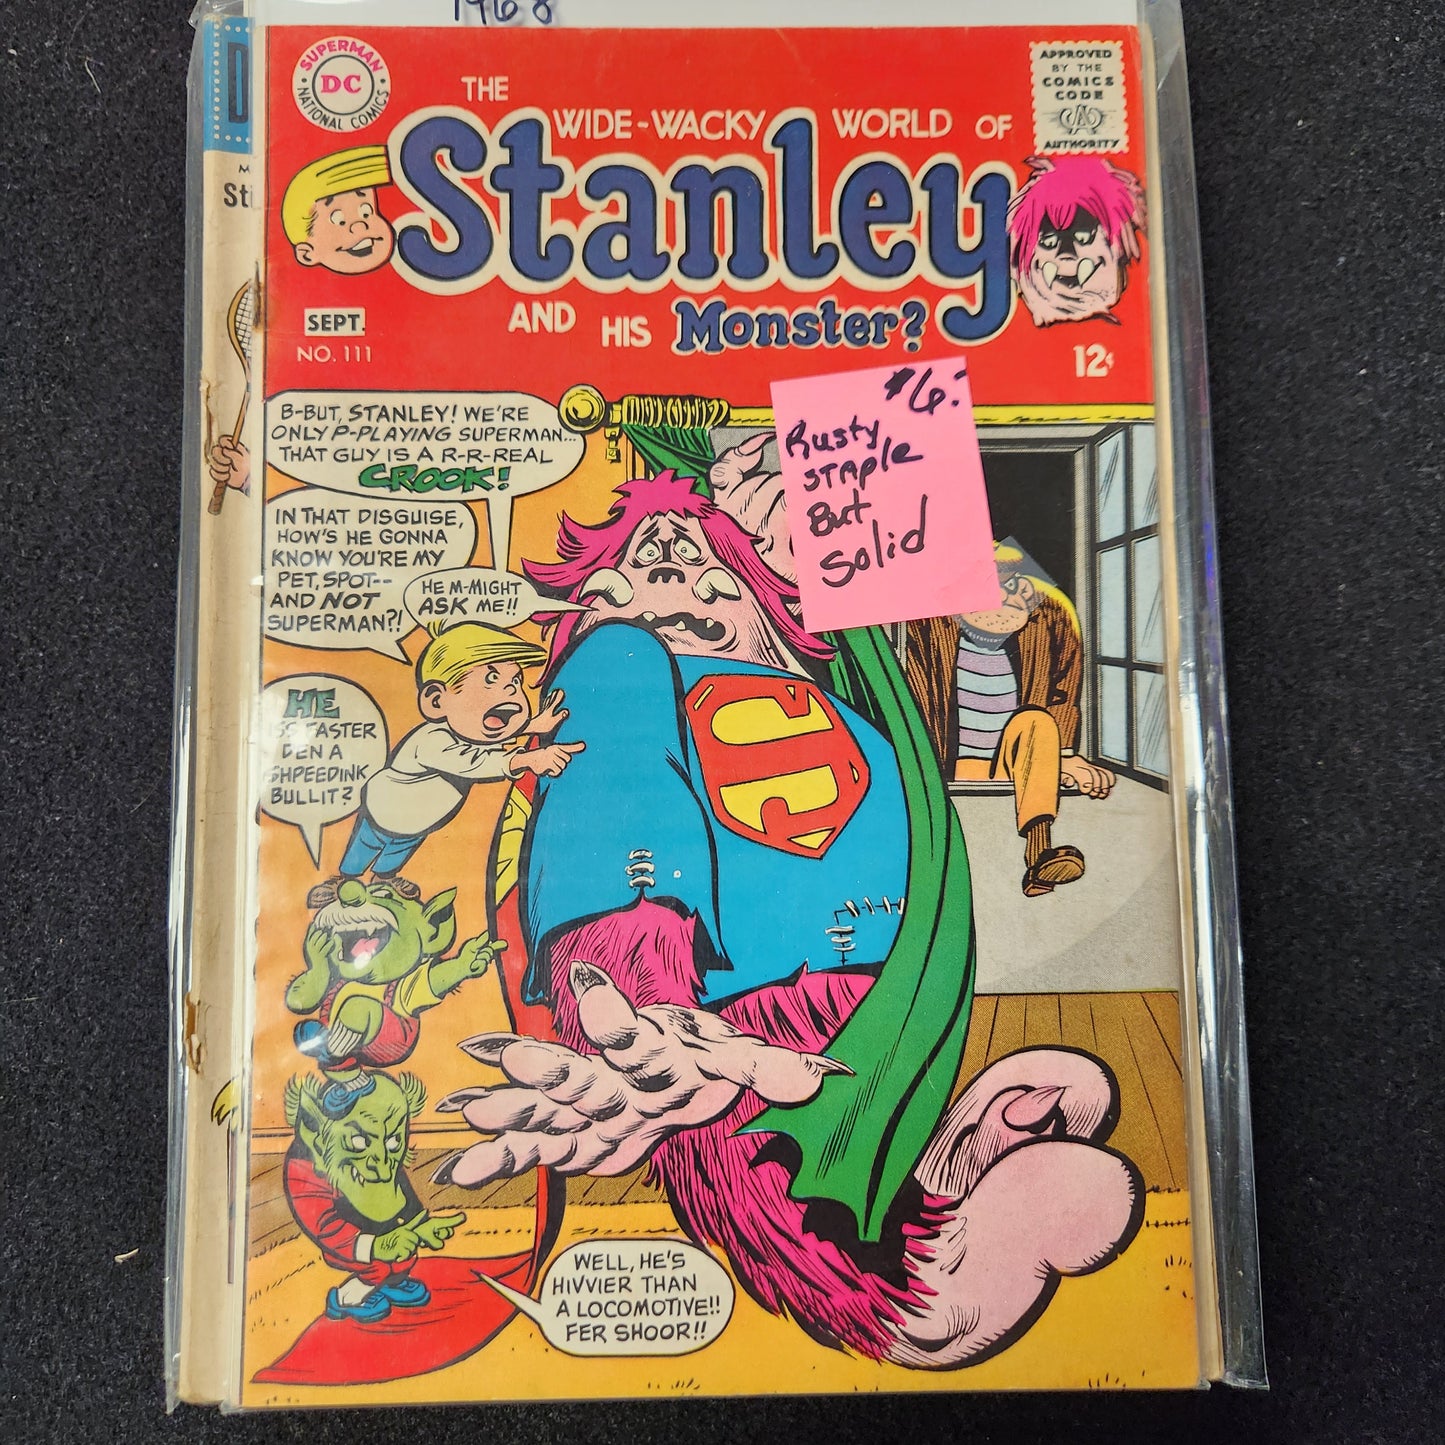 1968
D
M
Sti
SUPERMAN
DC
NATIONAL COMICS
THE
WIDE-WACKY WORLD OF
Stanley
AND HIS Monster?
APPROVED
BY THE
COMICS
CODE
CA
AUTHORITY
SEPT.
NO. 111
12¢
B-BUT, STANLEY! WE'RE
ONLY P-PLAYING SUPERMAN...
THAT GUY IS A R-R-REAL
CROOK!
IN THAT DISGUISE,
HOW'S HE GONNA
KNOW YOU'RE MY
PET, SPOT--
AND NOT
SUPERMAN?!
HE M-MIGHT
ASK ME!!
$6.-
Rusty
STAple
But
Solid
HE
ISS FASTER
DEN A
SHPEEDINK
BULLIT?
WELL, HE'S
HIVVIER THAN
A LOCOMOTIVE!!
FER SHOOR!!